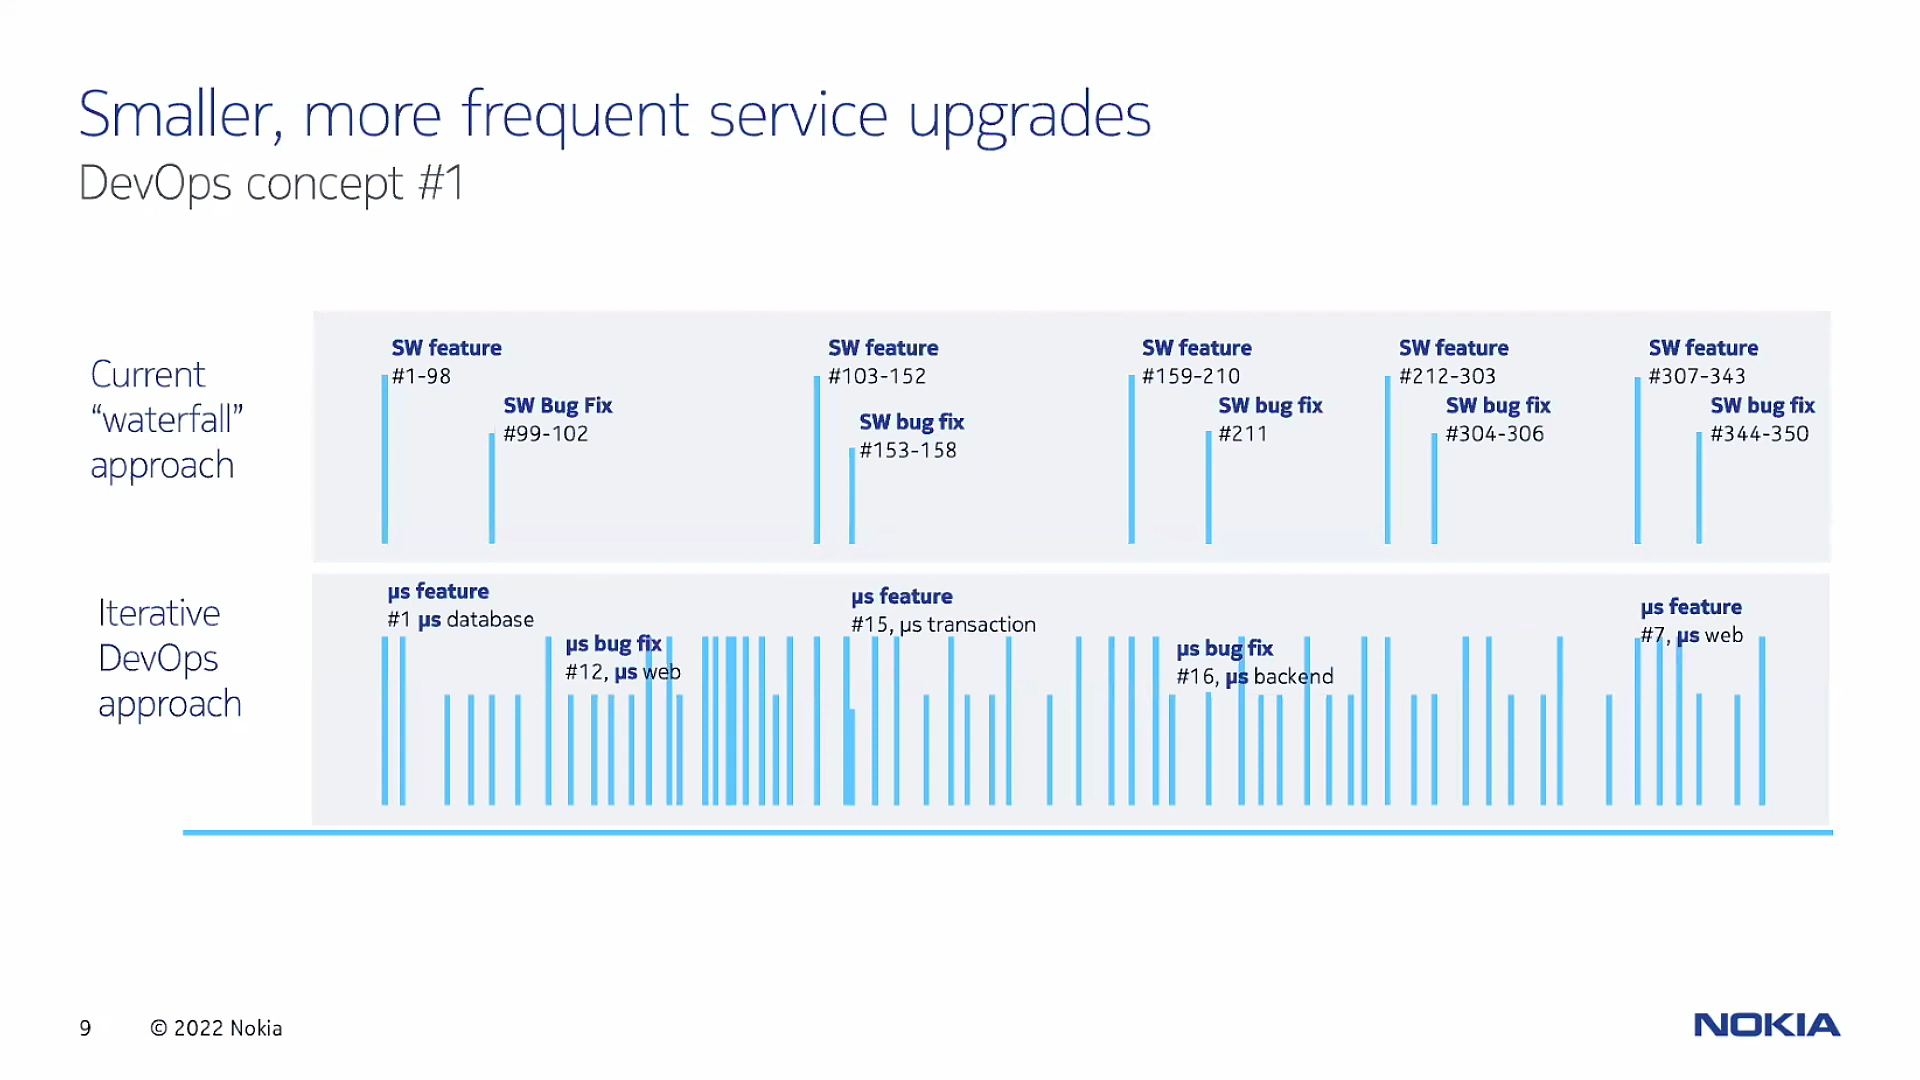 Smaller, more frequent service upgrades
DevOps concept #1
Current
“waterfall”
approach
SW feature
#1-98
SW Bug Fix
#99-102
SW feature
#103-152
SW bug fix
#153-158
SW feature
#159-210
SW bug fix
#211
SW feature
#212-303
SW bug fix
#304-306
SW feature
#307-343
SW bug fix
#344-350
Iterative
DevOps
approach
µs feature
#1 µs database
µs bug fix
#12, µs web
µs feature
#15, µs transaction
µs bug fix
#16, µs backend
µs feature
#7, µs web
9
© 2022 Nokia
NOKIA